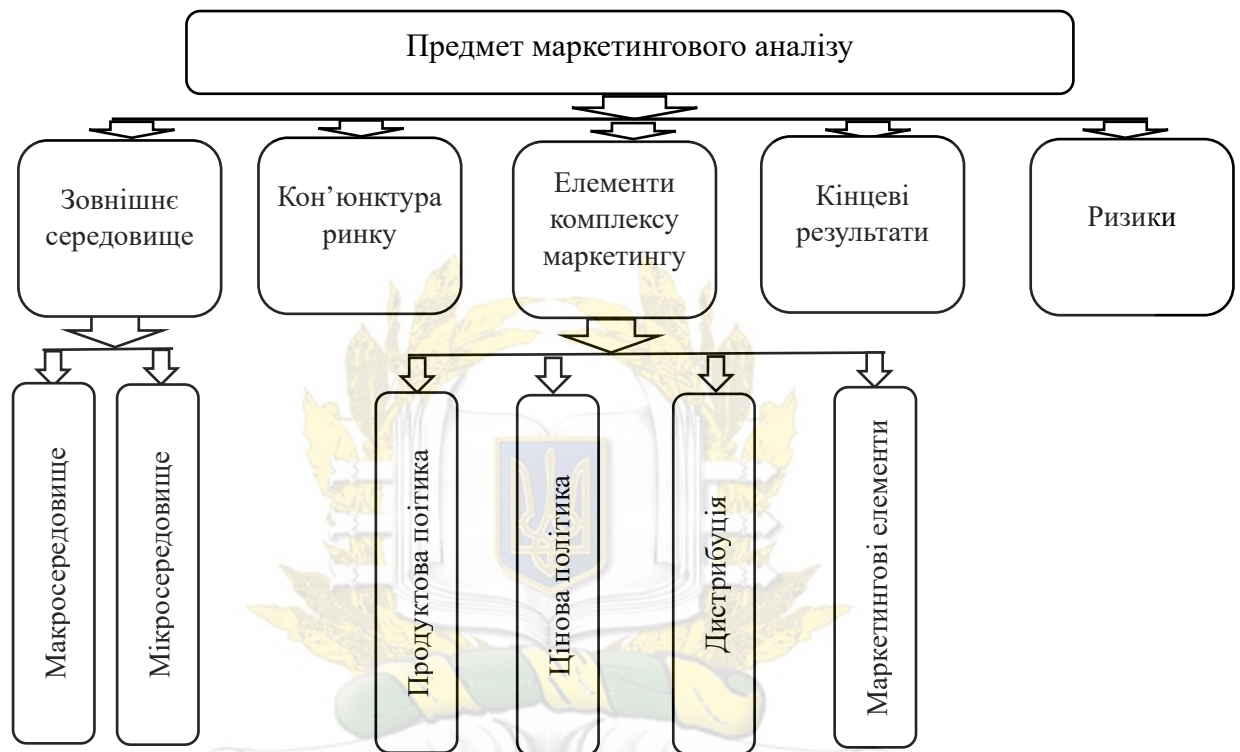 Предмет маркетингового аналізу
Зовнішнє
середовище
Кон’юнктура
ринку
Елементи
комплексу
маркетингу
Кінцеві
результати
Ризики
Макросередовище
Мікросередовище
Продуктова поітика
Цінова політика
Дистрибуція
Маркетингові елементи